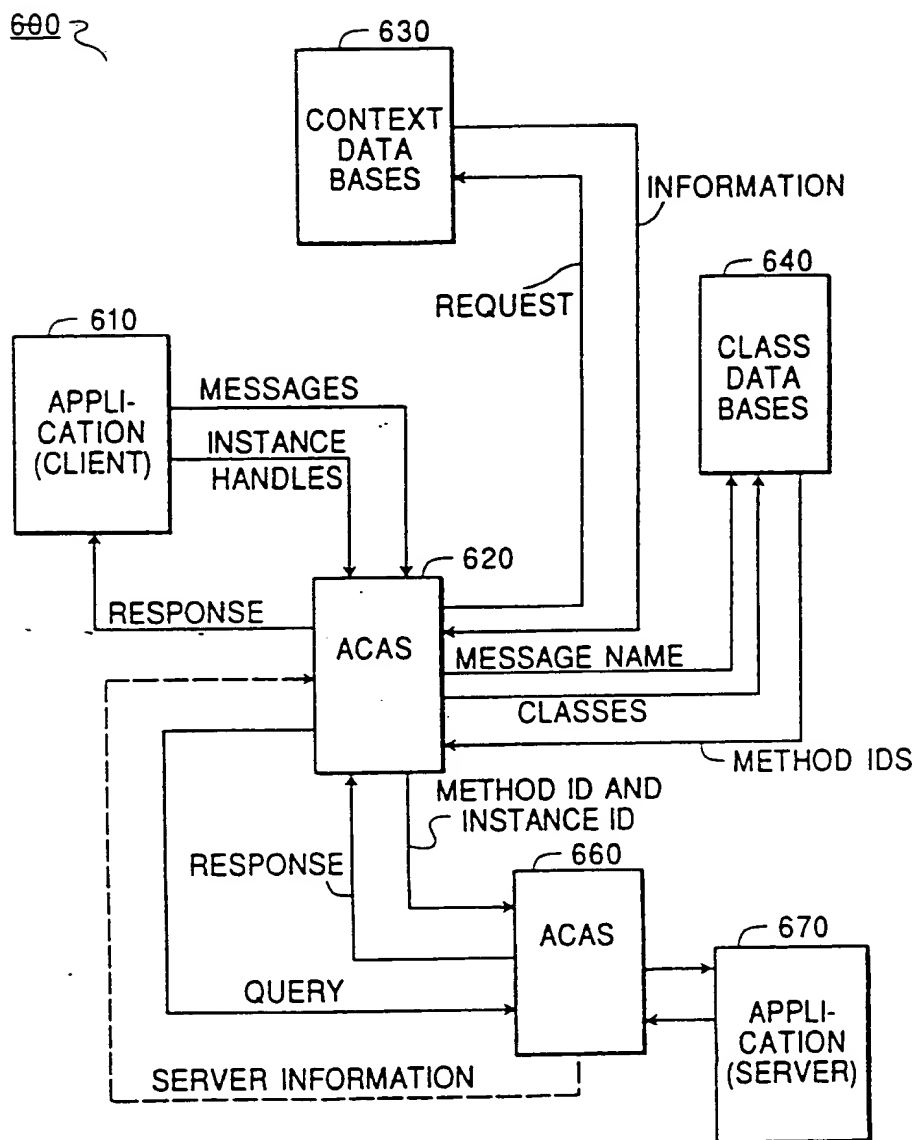 600
630
CONTEXT
DATA
BASES
INFORMATION
REQUEST
640
CLASS
DATA
BASES
610
APPLI-
CATION
(CLIENT)
MESSAGES
INSTANCE
HANDLES
620
ACAS
RESPONSE
MESSAGE NAME
CLASSES
METHOD IDS
METHOD ID AND
INSTANCE ID
RESPONSE
660
ACAS
670
APPLI-
CATION
(SERVER)
QUERY
SERVER INFORMATION